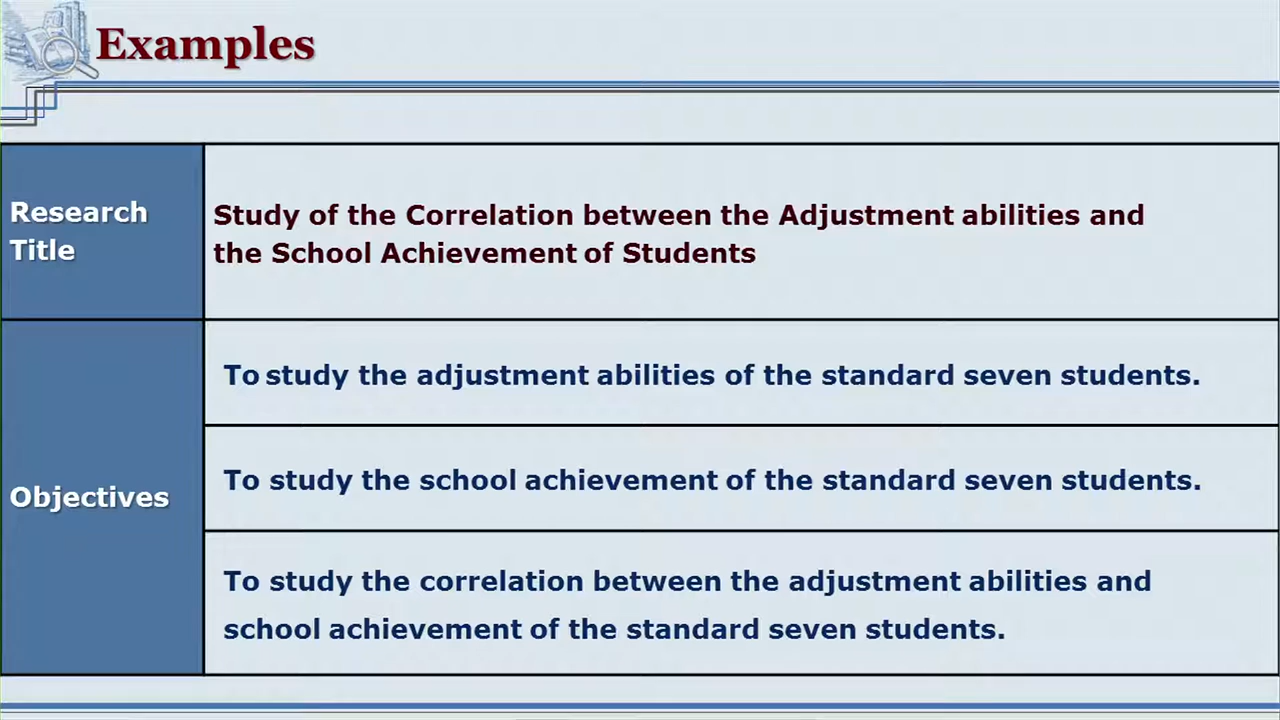 Examples
Research
Title
Study of the Correlation between the Adjustment abilities and
the School Achievement of Students
Objectives
To study the adjustment abilities of the standard seven students.
To study the school achievement of the standard seven students.
To study the correlation between the adjustment abilities and
school achievement of the standard seven students.